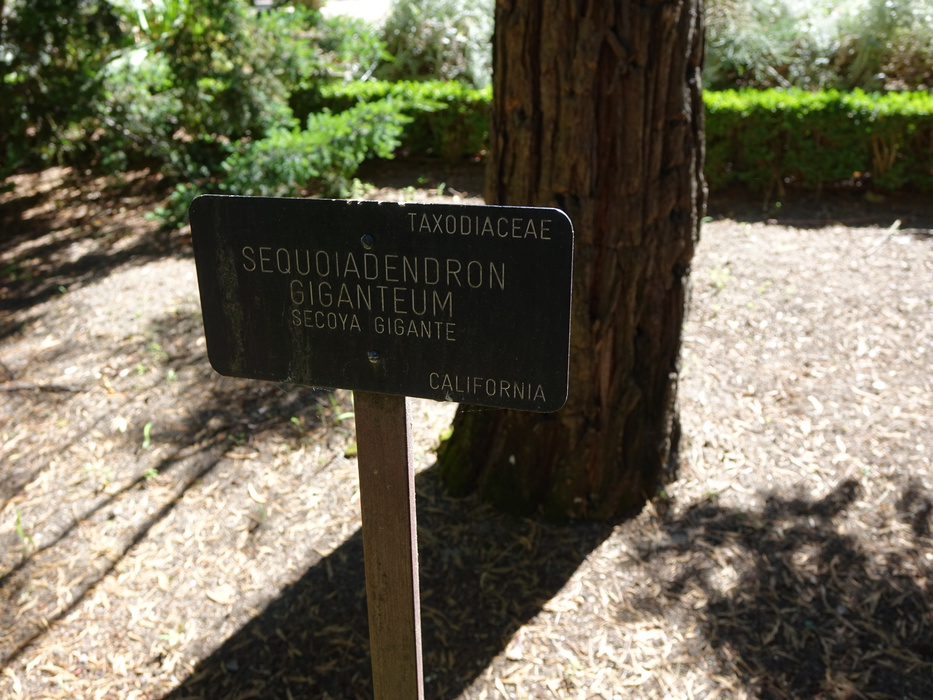 TAXODIACEAE
SEQUOIADENDRON
GIGANTEUM
SECOYA GIGANTE
CALIFORNIA